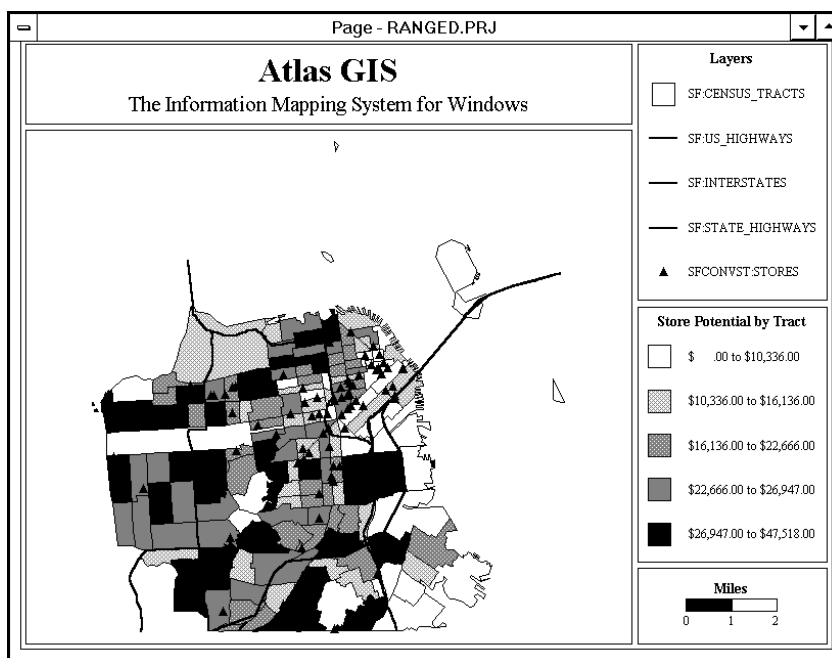 Page - RANGED.PRJ
Atlas GIS
The Information Mapping System for Windows
Layers
SF:CENSUS_TRACTS
SF:US_HIGHWAYS
SF:INTERSTATES
SF:STATE_HIGHWAYS
SFCONVST:STORES
Store Potential by Tract
$ .00 to $10,336.00
$10,336.00 to $16,136.00
$16,136.00 to $22,666.00
$22,666.00 to $26,947.00
$26,947.00 to $47,518.00
Miles
0 1 2